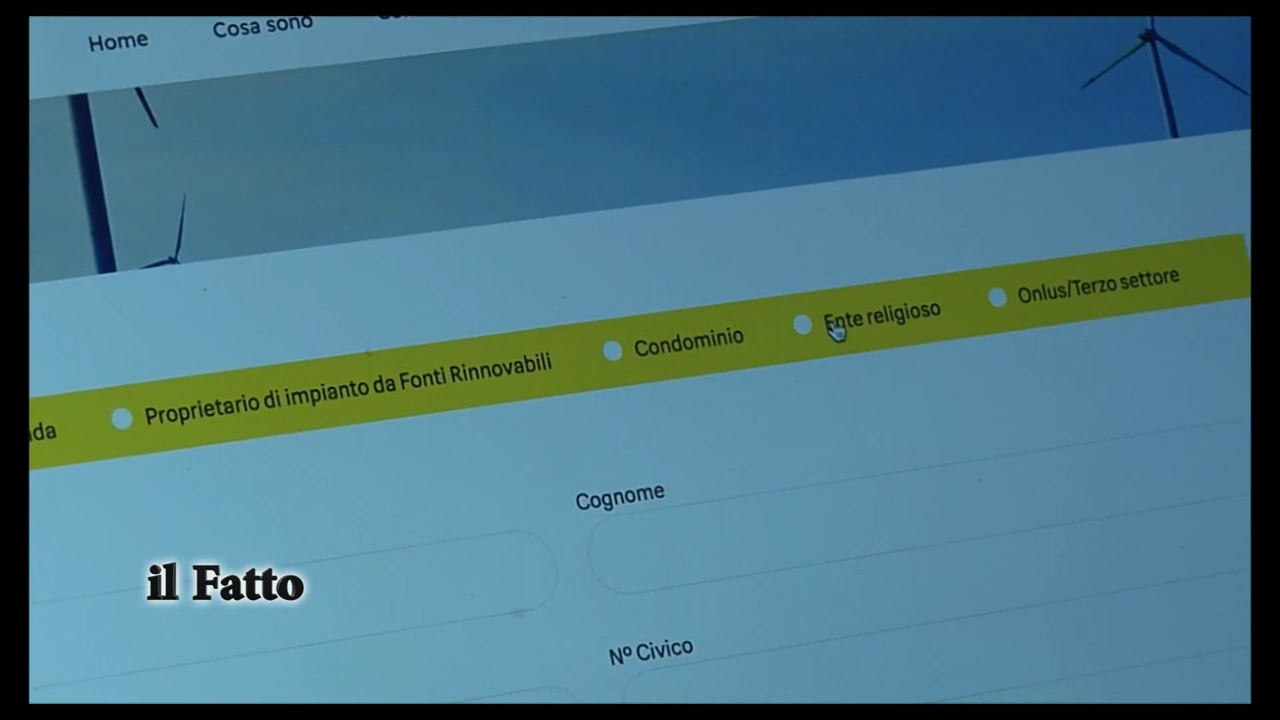 Home
Cosa sono
Proprietario di impianto da Fonti Rinnovabili
Condominio
Ente religioso
Onlus/Terzo settore
Cognome
Nº Civico
il Fatto